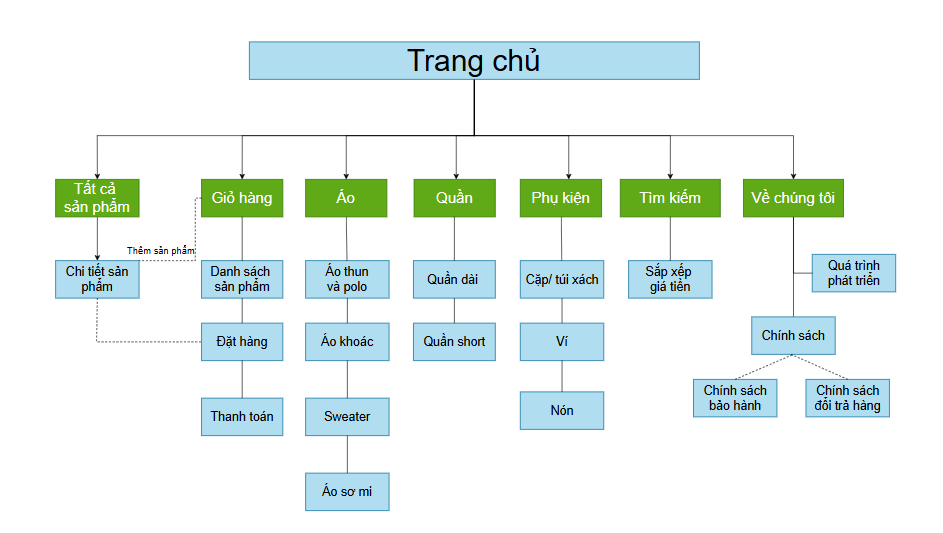 Trang chủ
Tất cả
sản phẩm
Giỏ hàng
Áo
Quần
Phụ kiện
Tìm kiếm
Về chúng tôi
Thêm sản phẩm
Chi tiết sản
phẩm
Danh sách
sản phẩm
Áo thun
và polo
Quần dài
Cặp/ túi xách
Sắp xếp
giá tiền
Quá trình
phát triển
Đặt hàng
Áo khoác
Quần short
Ví
Chính sách
Thanh toán
Sweater
Nón
Chính sách
bảo hành
Chính sách
đổi trả hàng
Áo sơ mi